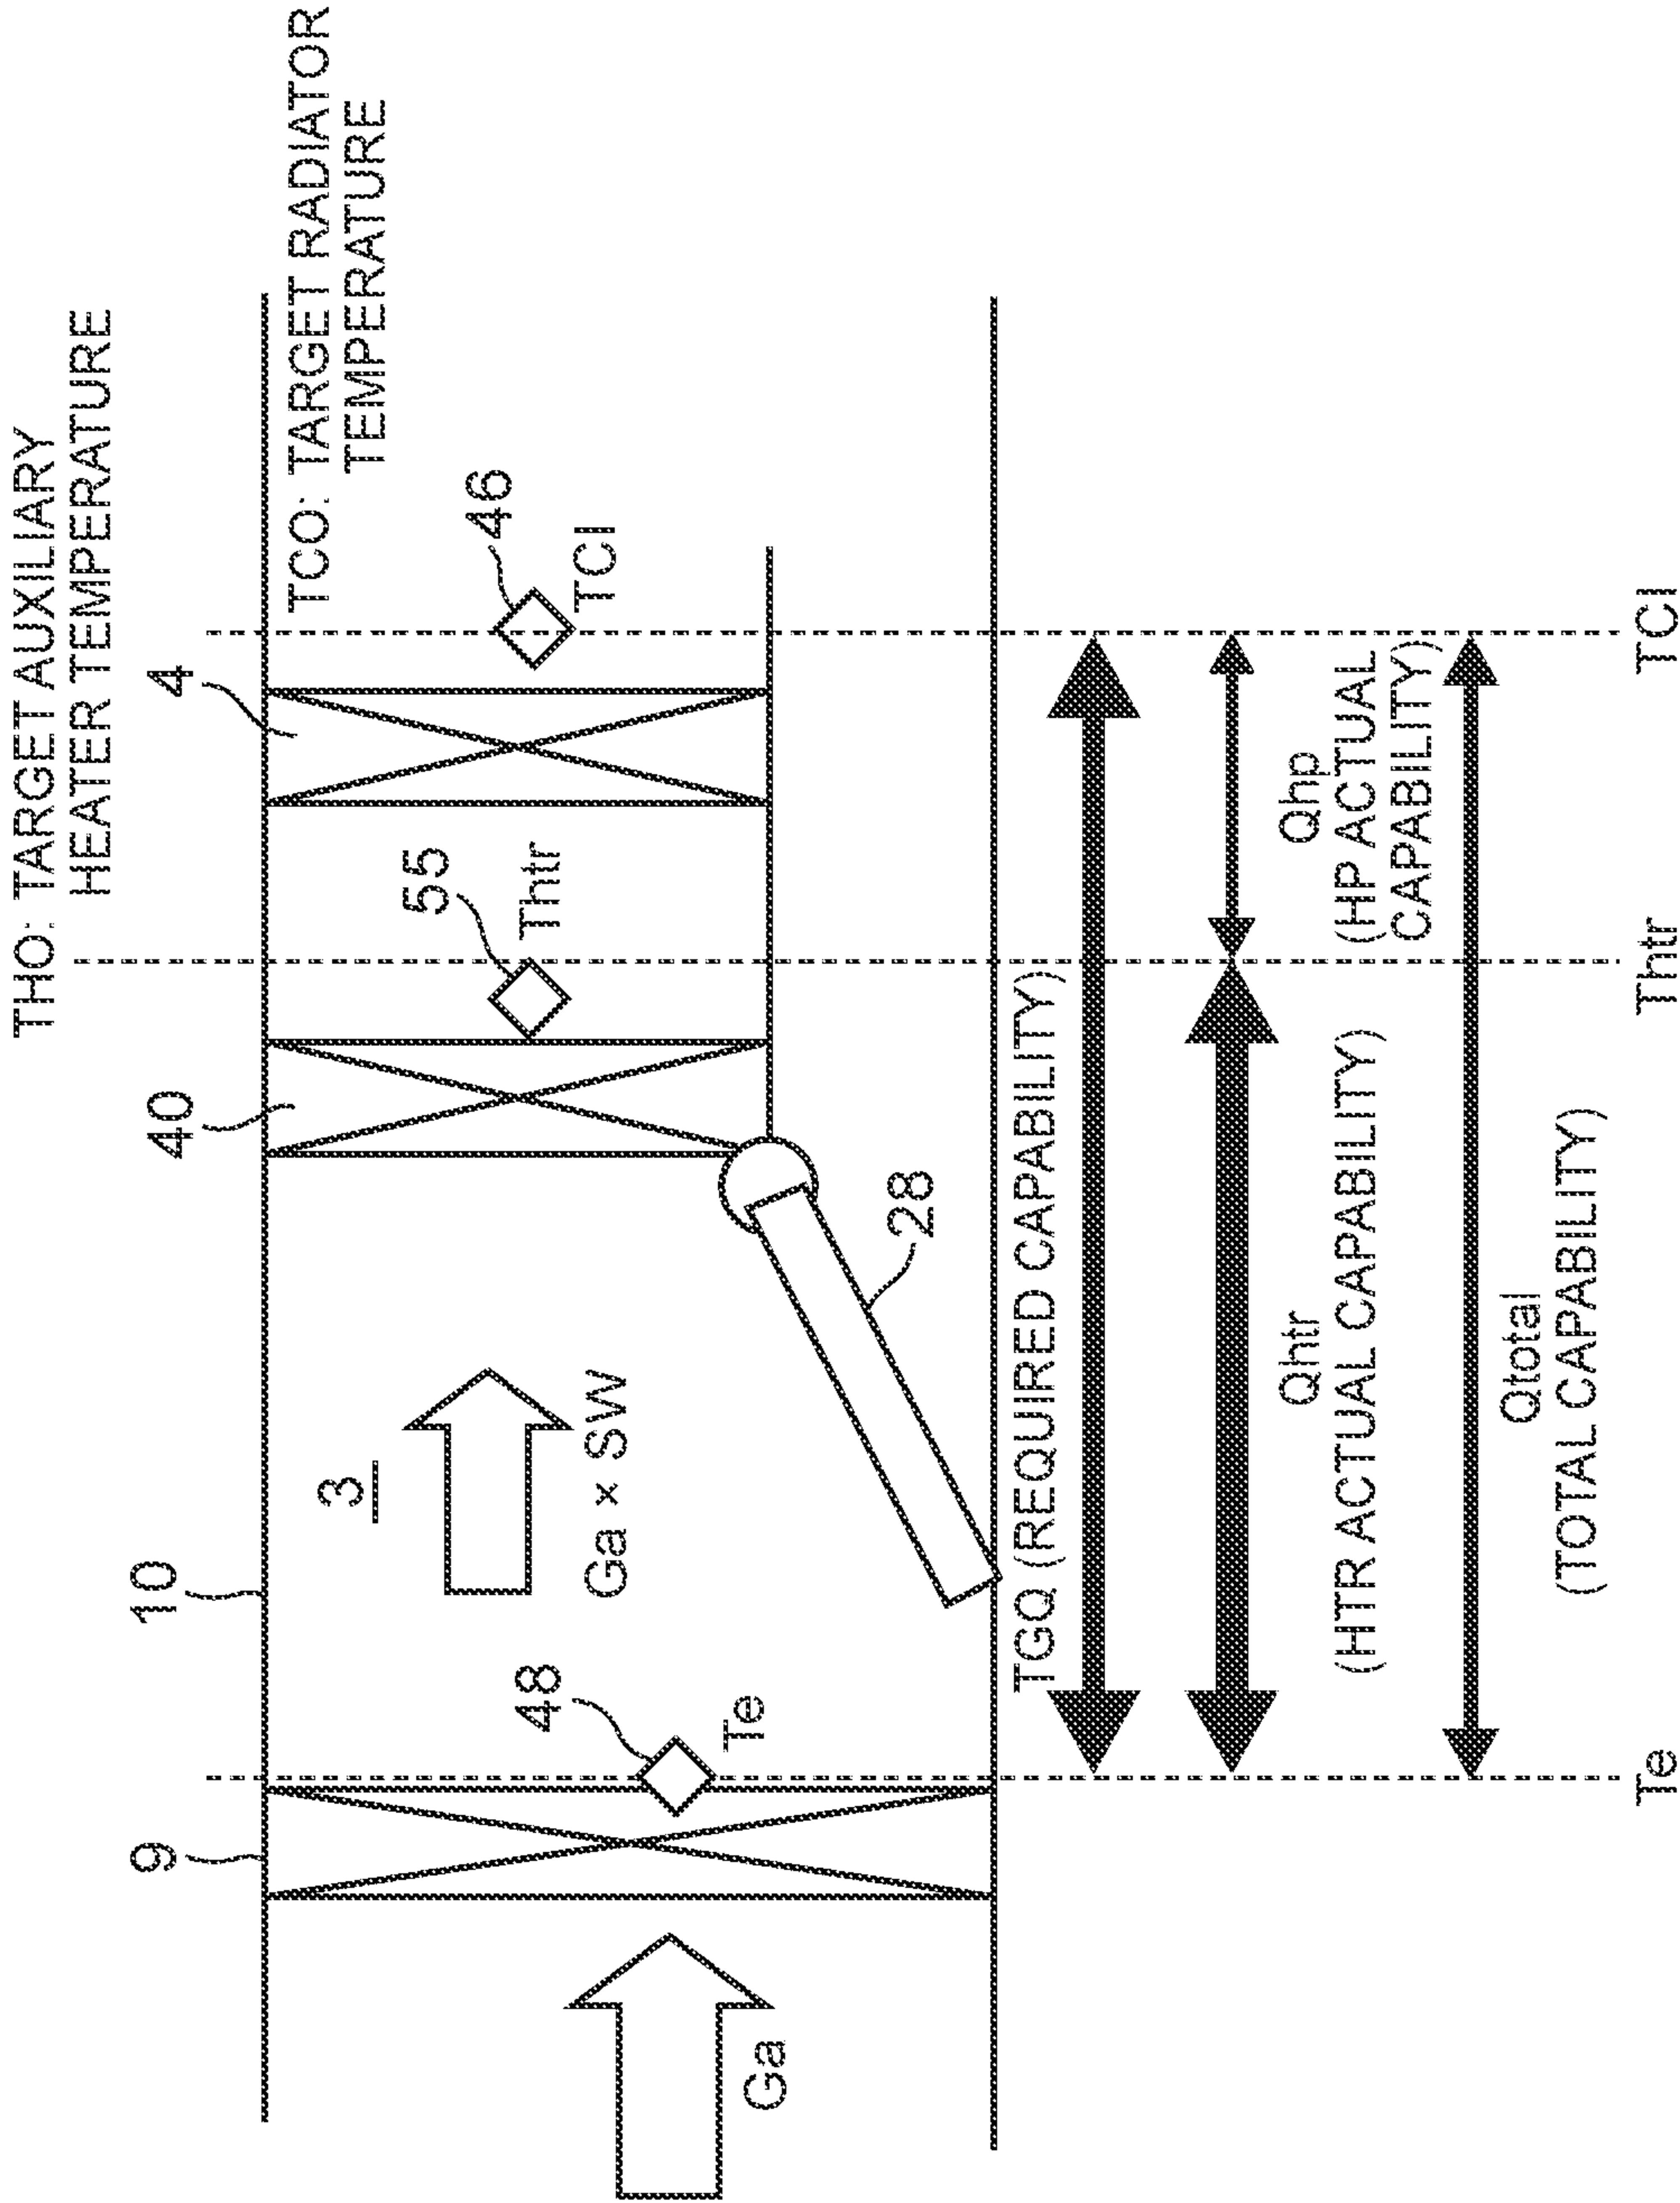 THO: TARGET AUXILIARY
HEATER TEMPERATURE
TCO: TARGET RADIATOR
TEMPERATURE
9
10
40
4
3
48
Te
55
Thtr
46
TCI
Ga
Ga × SW
28
TGQ (REQUIRED CAPABILITY)
Qhtr
(HTR ACTUAL CAPABILITY)
Qhp
(HP ACTUAL
CAPABILITY)
Qtotal
(TOTAL CAPABILITY)
Te
Thtr
TCI